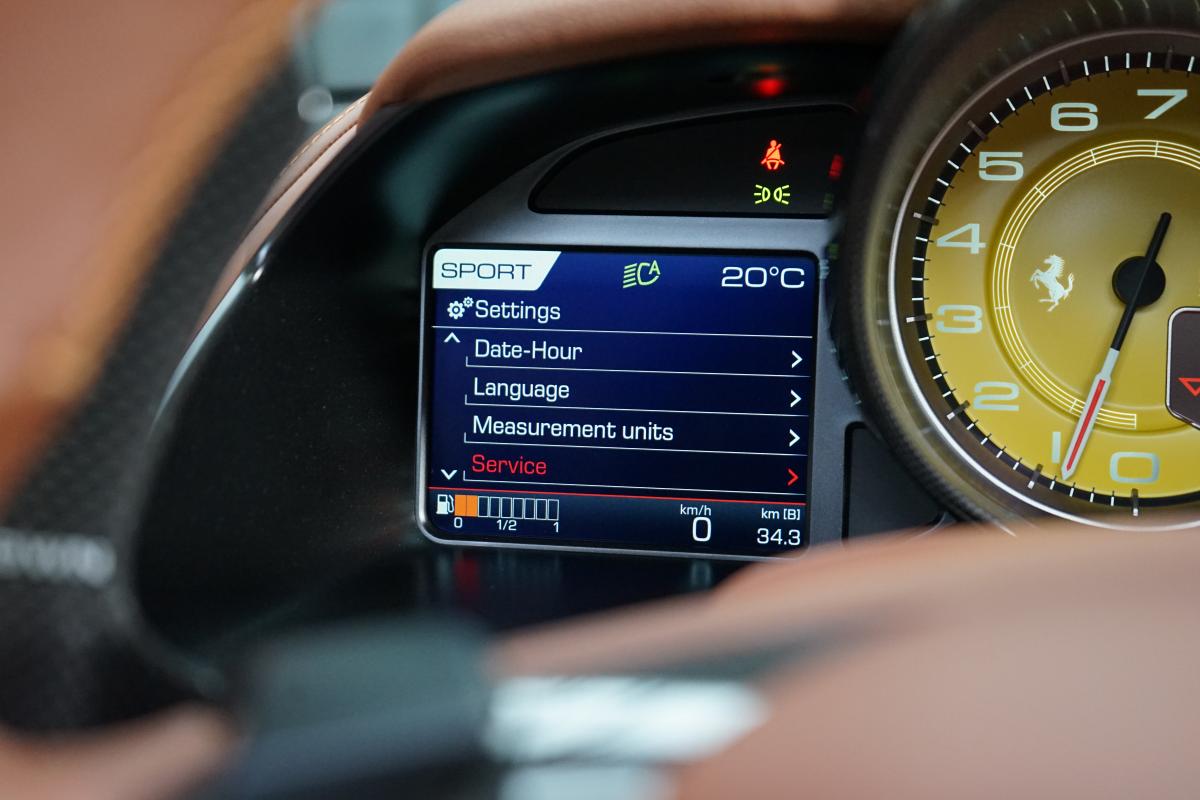 SPORT A 20°C
Settings
Date-Hour
Language
Measurement units
Service
0 1/2 1
km/h
0
km [B]
34.3
7
6
5
4
3
2
1
0